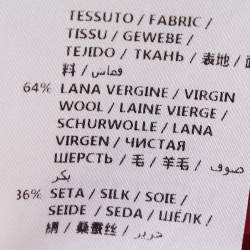 TESSUTO / FABRIC /
TISSU / GEWEBE /
TEJIDO / ТКАНЬ / 表地 / 面
料 / قماش /
64% LANA VERGINE / VIRGIN
WOOL / LAINE VIERGE /
SCHURWOLLE / LANA
VIRGEN / ЧИСТАЯ
ШЕРСТЬ / 毛 / 羊毛 / صوف
بكر
36% SETA / SILK / SOIE /
SEIDE / SEDA / ШЁЛК /
絹 / 桑蚕丝 / حرير /